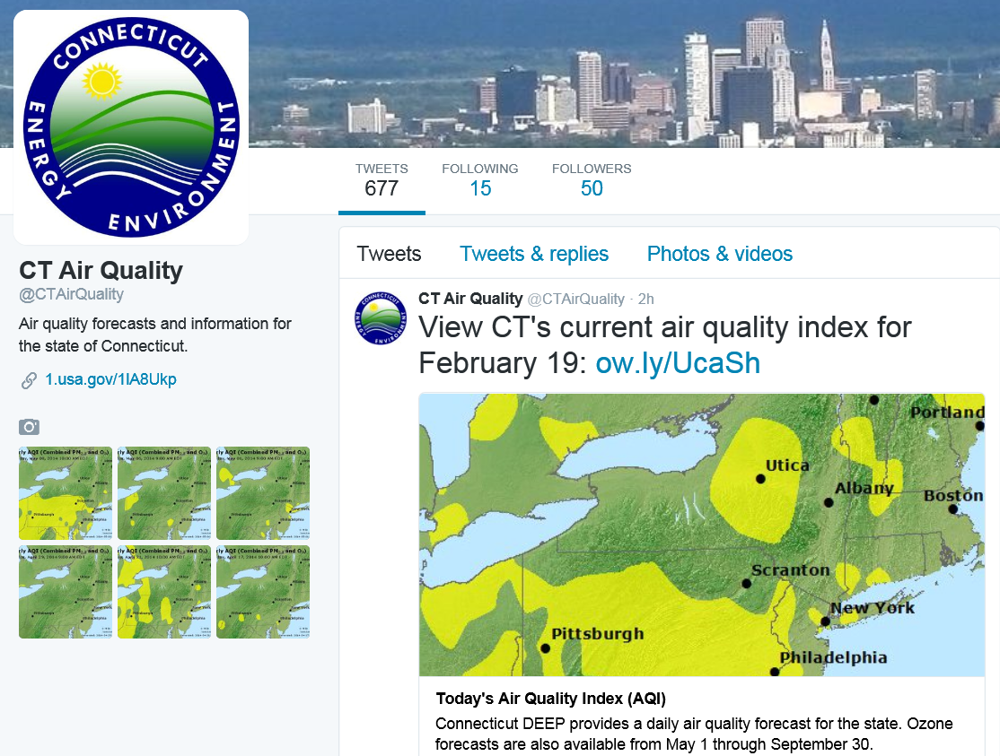 CONNECTICUT
ENERGY
ENVIRONMENT
TWEETS
677
FOLLOWING
15
FOLLOWERS
50
CT Air Quality
@CTAirQuality
Air quality forecasts and information for
the state of Connecticut.
1.usa.gov/1lA8Ukp
Tweets
Tweets & replies
Photos & videos
CONNECTICUT
ENERGY
ENVIRONMENT
CT Air Quality @CTAirQuality · 2h
View CT's current air quality index for
February 19: ow.ly/UcaSh
Portland
Utica
Albany
Boston
Scranton
New York
Pittsburgh
Philadelphia
Today's Air Quality Index (AQI)
Connecticut DEEP provides a daily air quality forecast for the state. Ozone
forecasts are also available from May 1 through September 30.